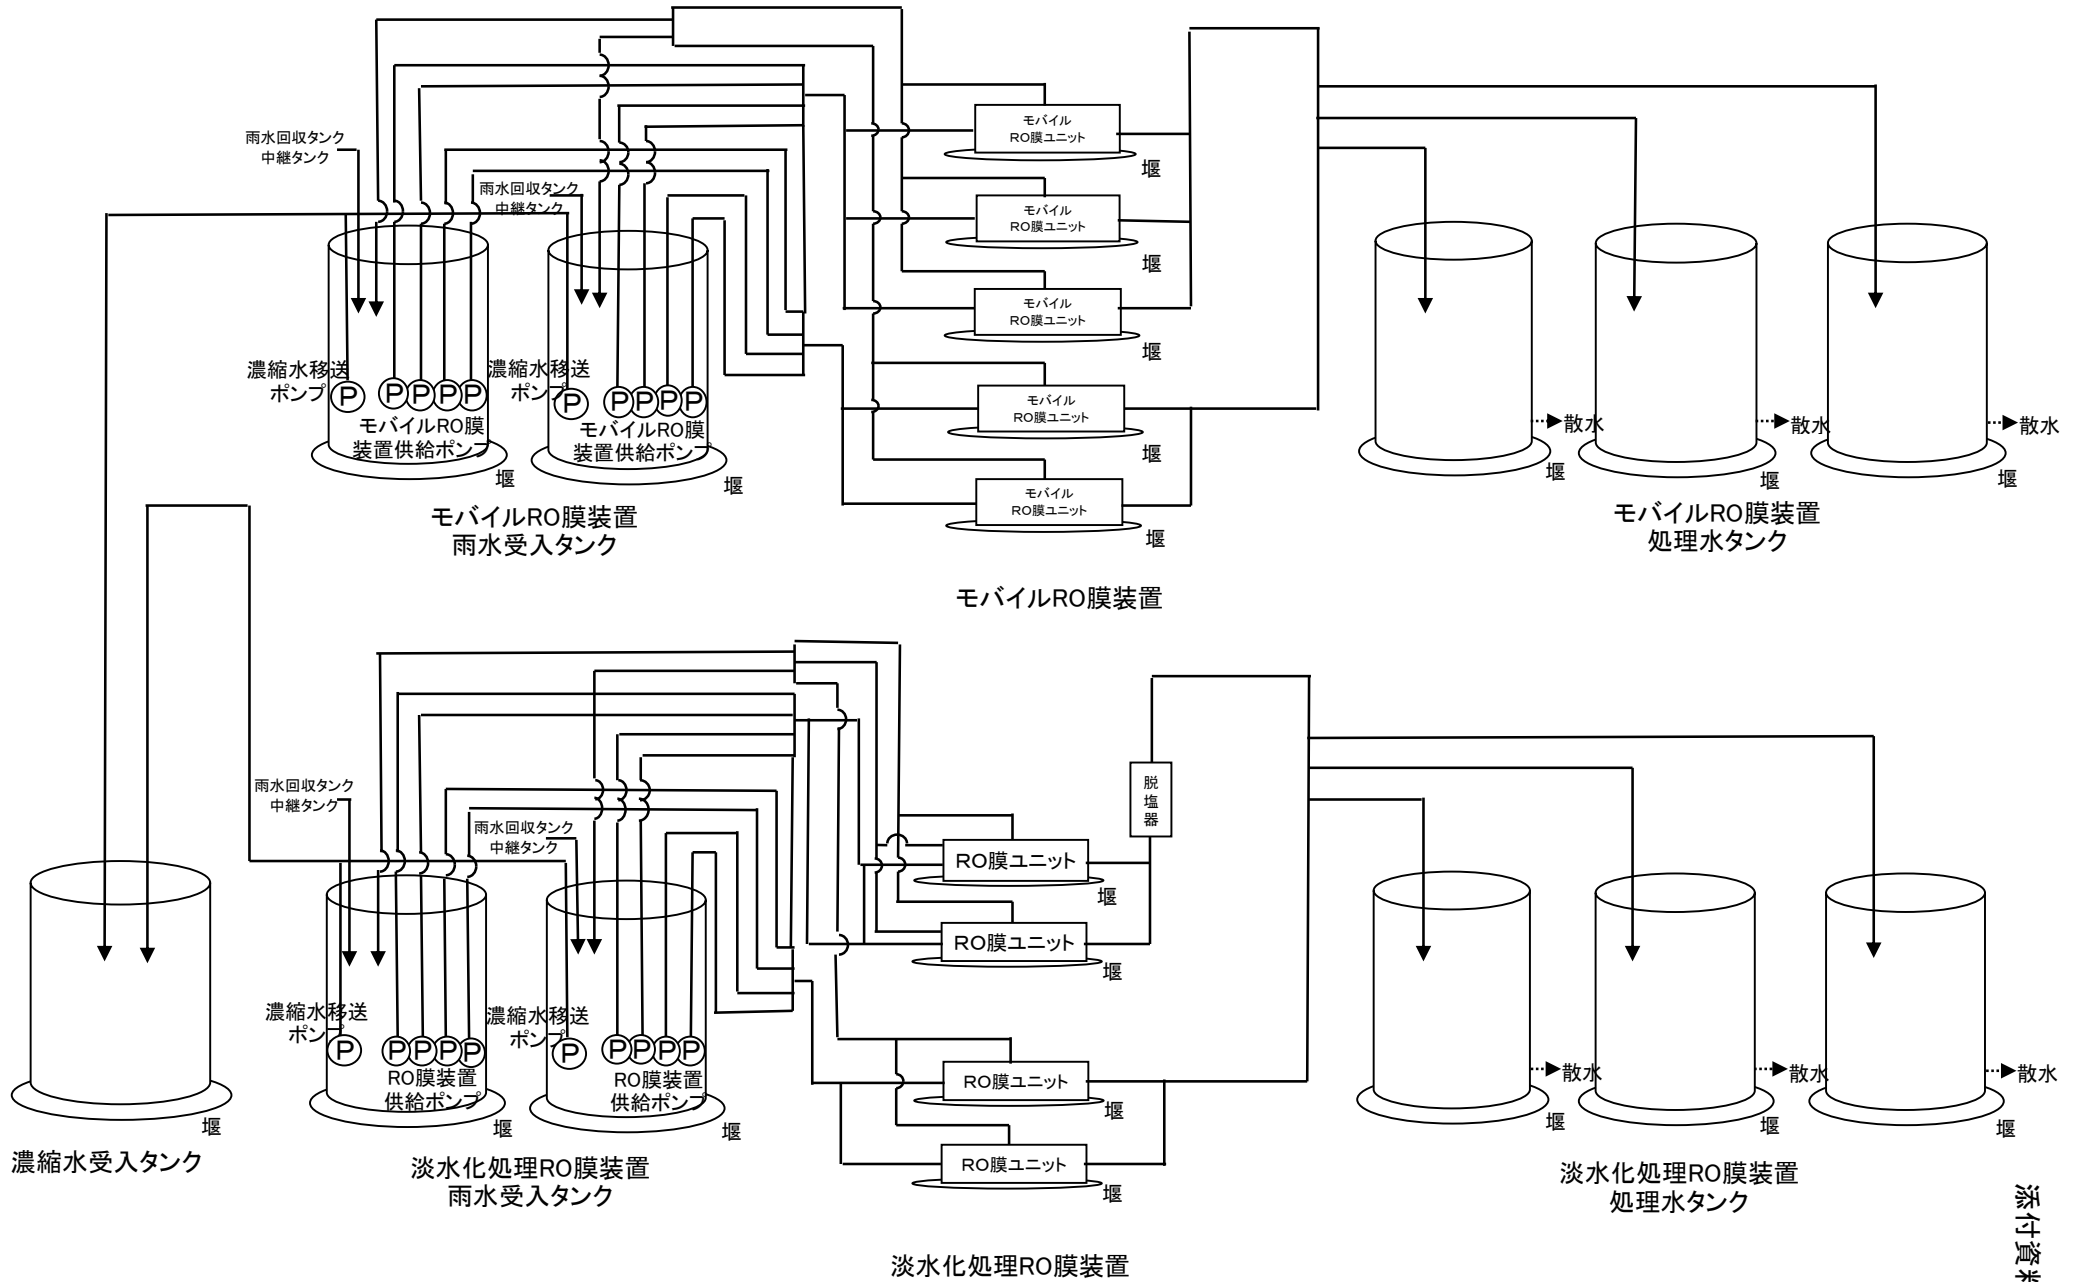 雨水回収タンク
中継タンク
雨水回収タンク
中継タンク
モバイル
RO膜ユニット
堰
モバイル
RO膜ユニット
堰
モバイル
RO膜ユニット
堰
モバイル
RO膜ユニット
堰
モバイル
RO膜ユニット
堰
濃縮水移送
ポンプ
P
P
P
P
P
モバイルRO膜
装置供給ポンプ
堰
濃縮水移送
ポンプ
P
P
P
P
P
モバイルRO膜
装置供給ポンプ
堰
散水
散水
散水
堰
堰
堰
モバイルRO膜装置
雨水受入タンク
モバイルRO膜装置
処理水タンク
モバイルRO膜装置
雨水回収タンク
中継タンク
雨水回収タンク
中継タンク
脱
塩
器
RO膜ユニット
堰
RO膜ユニット
堰
RO膜ユニット
堰
RO膜ユニット
堰
濃縮水移送
ポンプ
P
P
P
P
P
RO膜装置
供給ポンプ
堰
濃縮水移送
ポンプ
P
P
P
P
P
RO膜装置
供給ポンプ
堰
散水
散水
散水
堰
堰
堰
堰
濃縮水受入タンク
淡水化処理RO膜装置
雨水受入タンク
淡水化処理RO膜装置
処理水タンク
淡水化処理RO膜装置
添付資